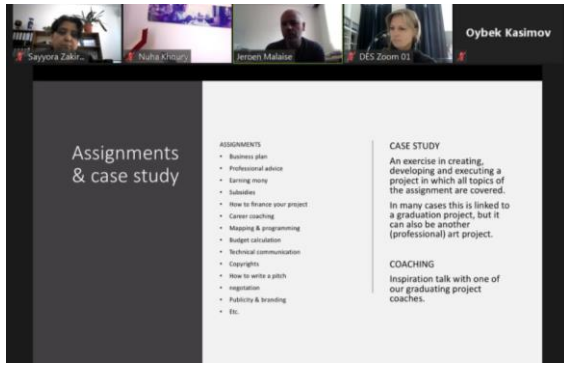 Sayyora Zakir...
Nuha Khoury
Jeroen Malaise
DES Zoom 01
Oybek Kasimov
Assignments
& case study
ASSIGNMENTS
• Business plan
• Professional advice
• Earning mony
• Subsidies
• How to finance your project
• Career coaching
• Mapping & programming
• Budget calculation
• Technical communication
• Copyrights
• How to write a pitch
• negotation
• Publicity & branding
• Etc.
CASE STUDY
An exercise in creating,
developing and executing a
project in which all topics of
the assignment are covered.
In many cases this is linked to
a graduation project, but it
can also be another
(professional) art project.
COACHING
Inspiration talk with one of
our graduating project
coaches.